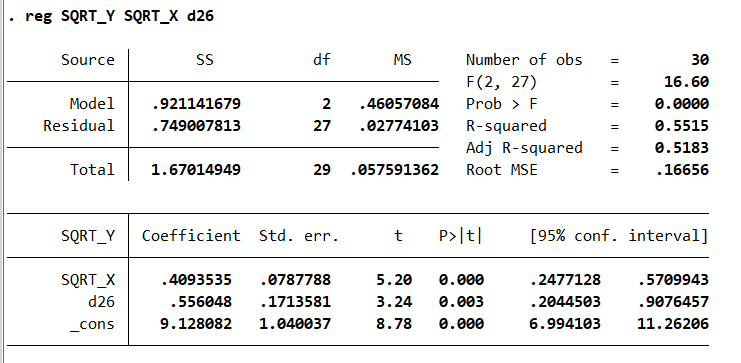 . reg SQRT_Y SQRT_X d26
Source SS df MS Number of obs = 30
F(2, 27) = 16.60
Model .921141679 2 .46057084 Prob > F = 0.0000
Residual .749007813 27 .02774103 R-squared = 0.5515
Adj R-squared = 0.5183
Total 1.67014949 29 .057591362 Root MSE = .16656
SQRT_Y Coefficient Std. err. t P>|t| [95% conf. interval]
SQRT_X .4093535 .0787788 5.20 0.000 .2477128 .5709943
d26 .556048 .1713581 3.24 0.003 .2044503 .9076457
_cons 9.128082 1.040037 8.78 0.000 6.994103 11.26206